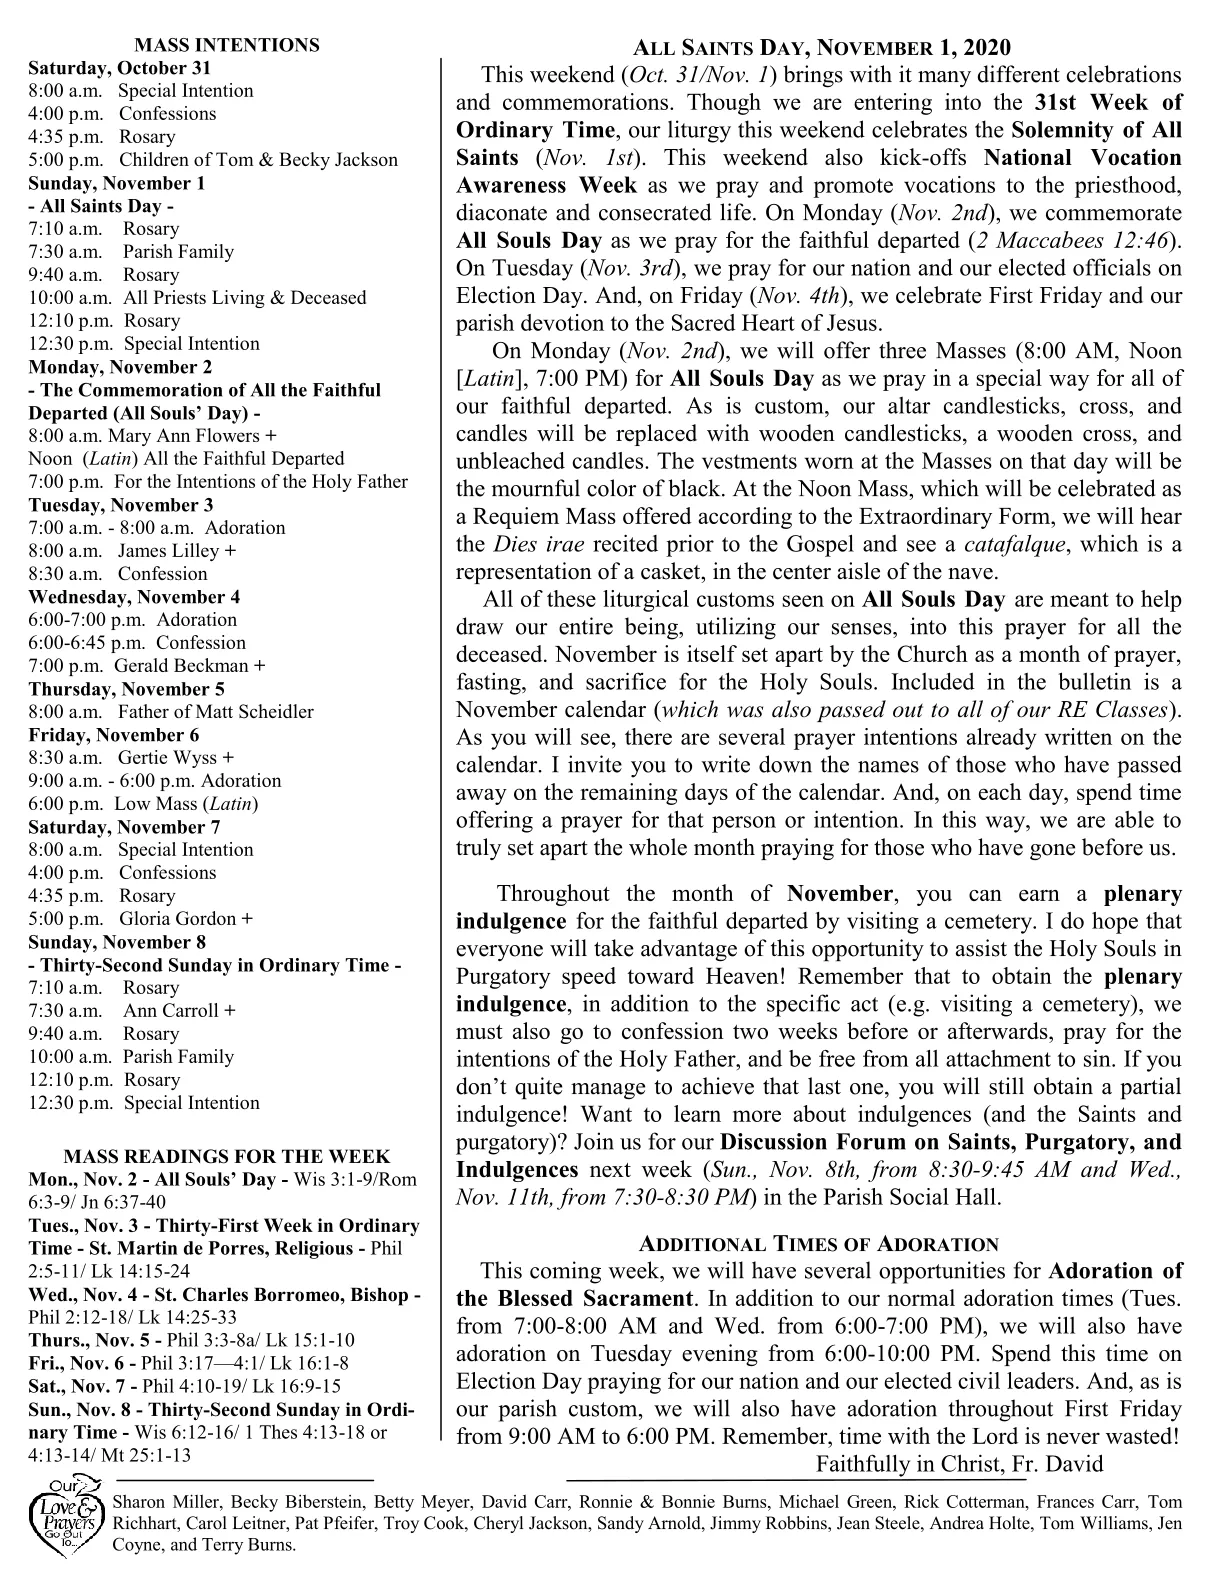 MASS INTENTIONS
Saturday, October 31
8:00 a.m. Special Intention
4:00 p.m. Confessions
4:35 p.m. Rosary
5:00 p.m. Children of Tom & Becky Jackson
Sunday, November 1
- All Saints Day -
7:10 a.m. Rosary
7:30 a.m. Parish Family
9:40 a.m. Rosary
10:00 a.m. All Priests Living & Deceased
12:10 p.m. Rosary
12:30 p.m. Special Intention
Monday, November 2
- The Commemoration of All the Faithful
Departed (All Souls' Day) -
8:00 a.m. Mary Ann Flowers +
Noon (Latin) All the Faithful Departed
7:00 p.m. For the Intentions of the Holy Father
Tuesday, November 3
7:00 a.m. - 8:00 a.m. Adoration
8:00 a.m. James Lilley +
8:30 a.m. Confession
Wednesday, November 4
6:00-7:00 p.m. Adoration
6:00-6:45 p.m. Confession
7:00 p.m. Gerald Beckman +
Thursday, November 5
8:00 a.m. Father of Matt Scheidler
Friday, November 6
8:30 a.m. Gertie Wyss +
9:00 a.m. - 6:00 p.m. Adoration
6:00 p.m. Low Mass (Latin)
Saturday, November 7
8:00 a.m. Special Intention
4:00 p.m. Confessions
4:35 p.m. Rosary
5:00 p.m. Gloria Gordon +
Sunday, November 8
- Thirty-Second Sunday in Ordinary Time -
7:10 a.m. Rosary
7:30 a.m. Ann Carroll +
9:40 a.m. Rosary
10:00 a.m. Parish Family
12:10 p.m. Rosary
12:30 p.m. Special Intention
MASS READINGS FOR THE WEEK
Mon., Nov. 2 - All Souls' Day - Wis 3:1-9/Rom
6:3-9/ Jn 6:37-40
Tues., Nov. 3 - Thirty-First Week in Ordinary
Time - St. Martin de Porres, Religious - Phil
2:5-11/ Lk 14:15-24
Wed., Nov. 4 - St. Charles Borromeo, Bishop -
Phil 2:12-18/ Lk 14:25-33
Thurs., Nov. 5 - Phil 3:3-8a/ Lk 15:1-10
Fri., Nov. 6 - Phil 3:17—4:1/ Lk 16:1-8
Sat., Nov. 7 - Phil 4:10-19/ Lk 16:9-15
Sun., Nov. 8 - Thirty-Second Sunday in Ordi-
nary Time - Wis 6:12-16/ 1 Thes 4:13-18 or
4:13-14/ Mt 25:1-13
ALL SAINTS DAY, NOVEMBER 1, 2020
This weekend (Oct. 31/Nov. 1) brings with it many different celebrations
and commemorations. Though we are entering into the 31st Week of
Ordinary Time, our liturgy this weekend celebrates the Solemnity of All
Saints (Nov. 1st). This weekend also kick-offs National Vocation
Awareness Week as we pray and promote vocations to the priesthood,
diaconate and consecrated life. On Monday (Nov. 2nd), we commemorate
All Souls Day as we pray for the faithful departed (2 Maccabees 12:46).
On Tuesday (Nov. 3rd), we pray for our nation and our elected officials on
Election Day. And, on Friday (Nov. 4th), we celebrate First Friday and our
parish devotion to the Sacred Heart of Jesus.
On Monday (Nov. 2nd), we will offer three Masses (8:00 AM, Noon
[Latin], 7:00 PM) for All Souls Day as we pray in a special way for all of
our faithful departed. As is custom, our altar candlesticks, cross, and
candles will be replaced with wooden candlesticks, a wooden cross, and
unbleached candles. The vestments worn at the Masses on that day will be
the mournful color of black. At the Noon Mass, which will be celebrated as
a Requiem Mass offered according to the Extraordinary Form, we will hear
the Dies irae recited prior to the Gospel and see a catafalque, which is a
representation of a casket, in the center aisle of the nave.
All of these liturgical customs seen on All Souls Day are meant to help
draw our entire being, utilizing our senses, into this prayer for all the
deceased. November is itself set apart by the Church as a month of prayer,
fasting, and sacrifice for the Holy Souls. Included in the bulletin is a
November calendar (which was also passed out to all of our RE Classes).
As you will see, there are several prayer intentions already written on the
calendar. I invite you to write down the names of those who have passed
away on the remaining days of the calendar. And, on each day, spend time
offering a prayer for that person or intention. In this way, we are able to
truly set apart the whole month praying for those who have gone before us.
Throughout the month of November, you can earn a plenary
indulgence for the faithful departed by visiting a cemetery. I do hope that
everyone will take advantage of this opportunity to assist the Holy Souls in
Purgatory speed toward Heaven! Remember that to obtain the plenary
indulgence, in addition to the specific act (e.g. visiting a cemetery), we
must also go to confession two weeks before or afterwards, pray for the
intentions of the Holy Father, and be free from all attachment to sin. If you
don't quite manage to achieve that last one, you will still obtain a partial
indulgence! Want to learn more about indulgences (and the Saints and
purgatory)? Join us for our Discussion Forum on Saints, Purgatory, and
Indulgences next week (Sun., Nov. 8th, from 8:30-9:45 AM and Wed.,
Nov. 11th, from 7:30-8:30 PM) in the Parish Social Hall.
ADDITIONAL TIMES OF ADORATION
This coming week, we will have several opportunities for Adoration of
the Blessed Sacrament. In addition to our normal adoration times (Tues.
from 7:00-8:00 AM and Wed. from 6:00-7:00 PM), we will also have
adoration on Tuesday evening from 6:00-10:00 PM. Spend this time on
Election Day praying for our nation and our elected civil leaders. And, as is
our parish custom, we will also have adoration throughout First Friday
from 9:00 AM to 6:00 PM. Remember, time with the Lord is never wasted!
Faithfully in Christ, Fr. David
Our
Love &
Prayers
Go Out
To...
Sharon Miller, Becky Biberstein, Betty Meyer, David Carr, Ronnie & Bonnie Burns, Michael Green, Rick Cotterman, Frances Carr, Tom
Richhart, Carol Leitner, Pat Pfeifer, Troy Cook, Cheryl Jackson, Sandy Arnold, Jimmy Robbins, Jean Steele, Andrea Holte, Tom Williams, Jen
Coyne, and Terry Burns.